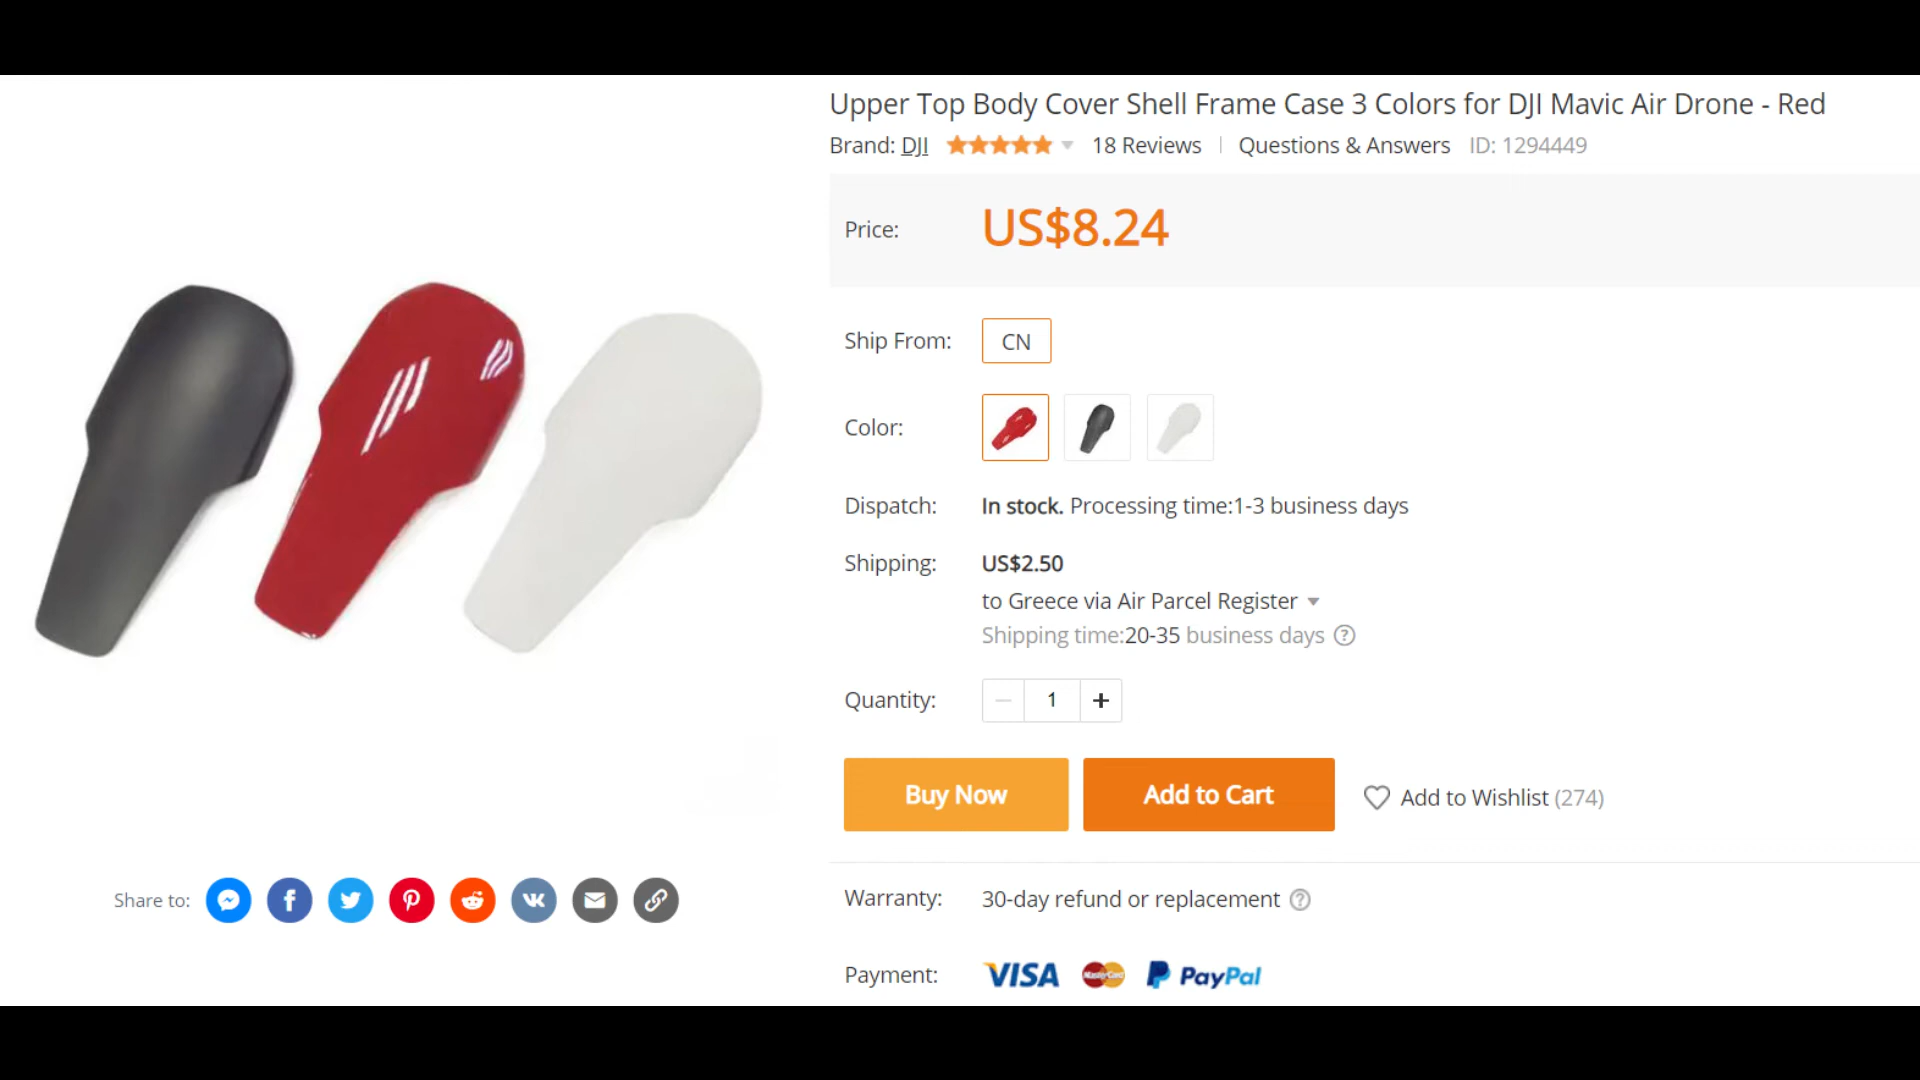 Upper Top Body Cover Shell Frame Case 3 Colors for DJI Mavic Air Drone - Red
Brand: DJI 18 Reviews Questions & Answers ID: 1294449
Price: US$8.24
Ship From: CN
Color:
Dispatch: In stock. Processing time:1-3 business days
Shipping: US$2.50
to Greece via Air Parcel Register
Shipping time:20-35 business days ?
Quantity: 1 +
Buy Now Add to Cart Add to Wishlist (274)
Share to:
Warranty: 30-day refund or replacement ?
Payment: VISA MasterCard PayPal